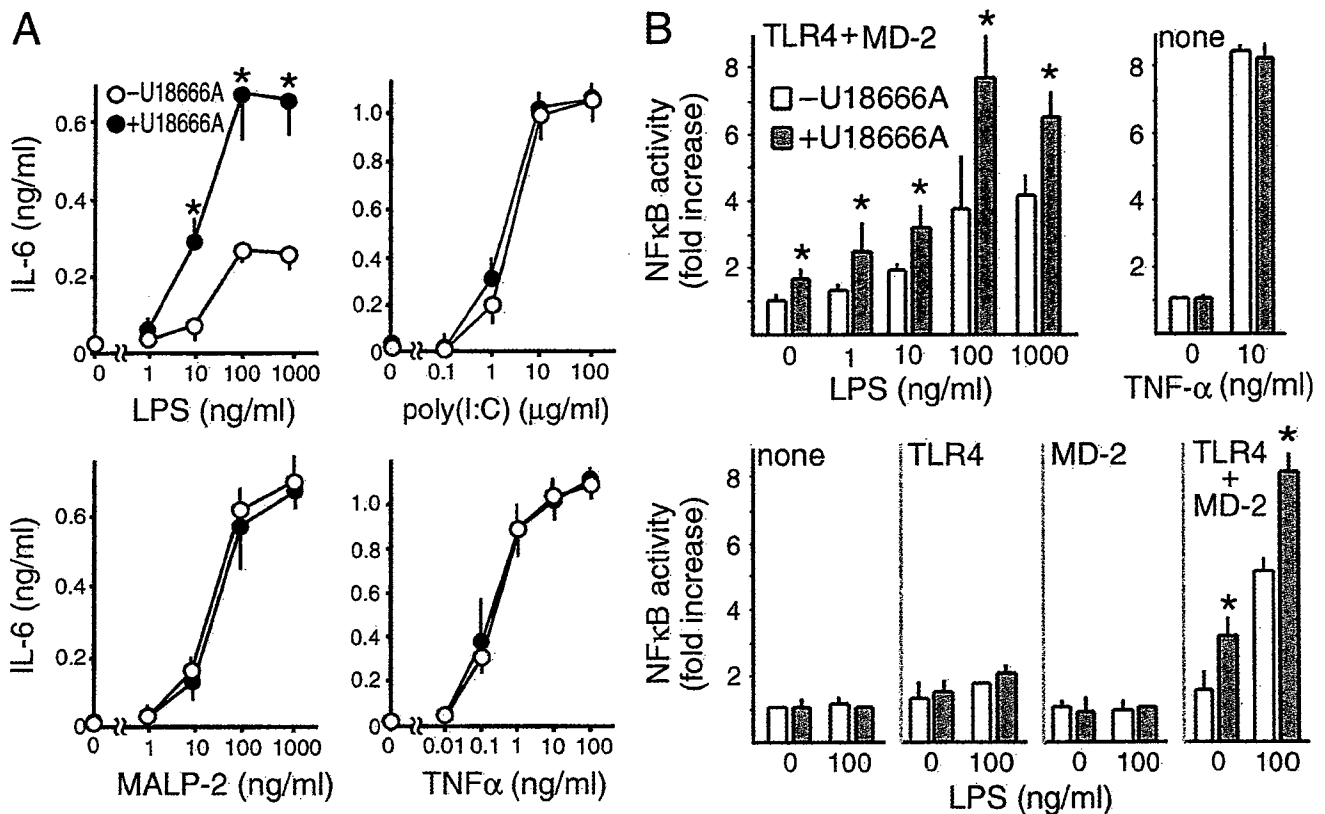 A
○–U18666A
●+U18666A
* * *
IL-6 (ng/ml)
0.6
0.4
0.2
0
0 1 10 100 1000
LPS (ng/ml)
1.0
0.8
0.6
0.4
0.2
0
0 0.1 1 10 100
poly(I:C) (μg/ml)
IL-6 (ng/ml)
0.6
0.4
0.2
0
0 1 10 100 1000
MALP-2 (ng/ml)
1.0
0.8
0.6
0.4
0.2
0
0 0.01 0.1 1 10 100
TNFα (ng/ml)
B
TLR4+MD-2
–U18666A
+U18666A
* * * * *
NFκB activity
(fold increase)
8
6
4
2
0 1 10 100 1000
LPS (ng/ml)
none
8
6
4
2
0 10
TNF-α (ng/ml)
NFκB activity
(fold increase)
8
6
4
2
none
0 100
TLR4
0 100
MD-2
0 100
TLR4
+
MD-2
* *
0 100
LPS (ng/ml)